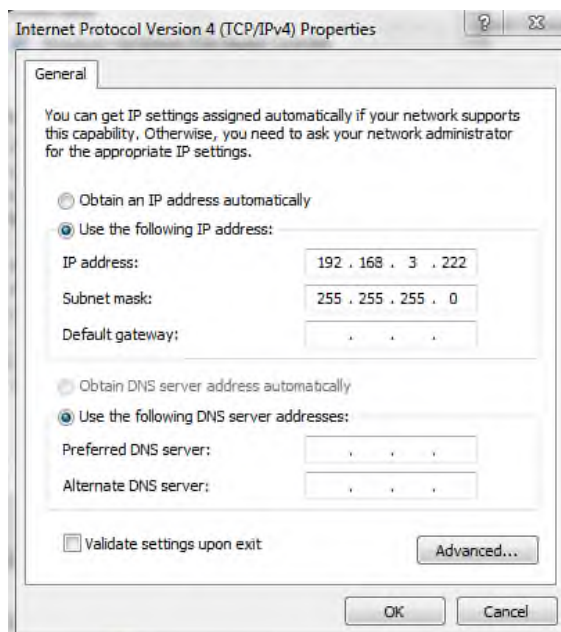 Internet Protocol Version 4 (TCP/IPv4) Properties
General
You can get IP settings assigned automatically if your network supports
this capability. Otherwise, you need to ask your network administrator
for the appropriate IP settings.
Obtain an IP address automatically
Use the following IP address:
IP address: 192 . 168 . 3 . 222
Subnet mask: 255 . 255 . 255 . 0
Default gateway: . . .
Obtain DNS server address automatically
Use the following DNS server addresses:
Preferred DNS server: . . .
Alternate DNS server: . . .
Validate settings upon exit
Advanced...
OK Cancel